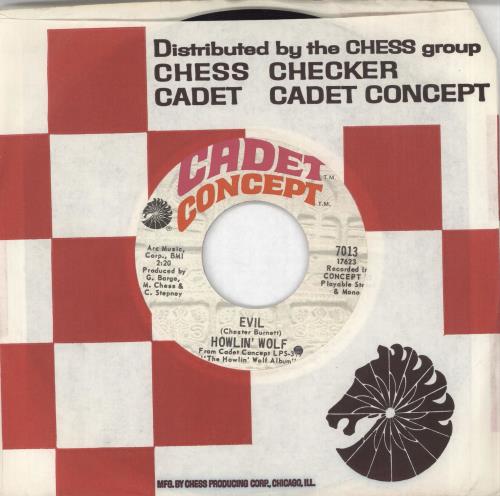 Distributed by the CHESS group
CHESS CHECKER
CADET CADET CONCEPT
CADET T.M.
CONCEPT T.M.
®
Arc Music,
Corp., BMI
2:20
Produced by
G. Barge,
M. Chess &
C. Stepney
7013
17623
Recorded In
CONCEPT
Playable
& Mono
EVIL
(Chester Burnett)
HOWLIN' WOLF
From Cadet Concept
"The Howlin' Wolf Album"
MFG. BY CHESS PRODUCING CORP., CHICAGO, ILL.